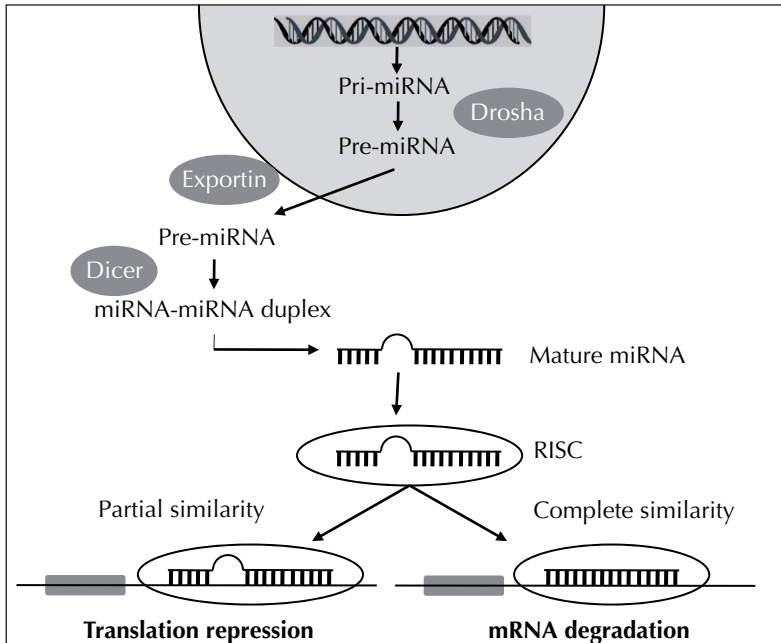 Pri-miRNA
Drosha
Pre-miRNA
Exportin
Pre-miRNA
Dicer
miRNA-miRNA duplex
Mature miRNA
RISC
Partial similarity
Complete similarity
Translation repression
mRNA degradation